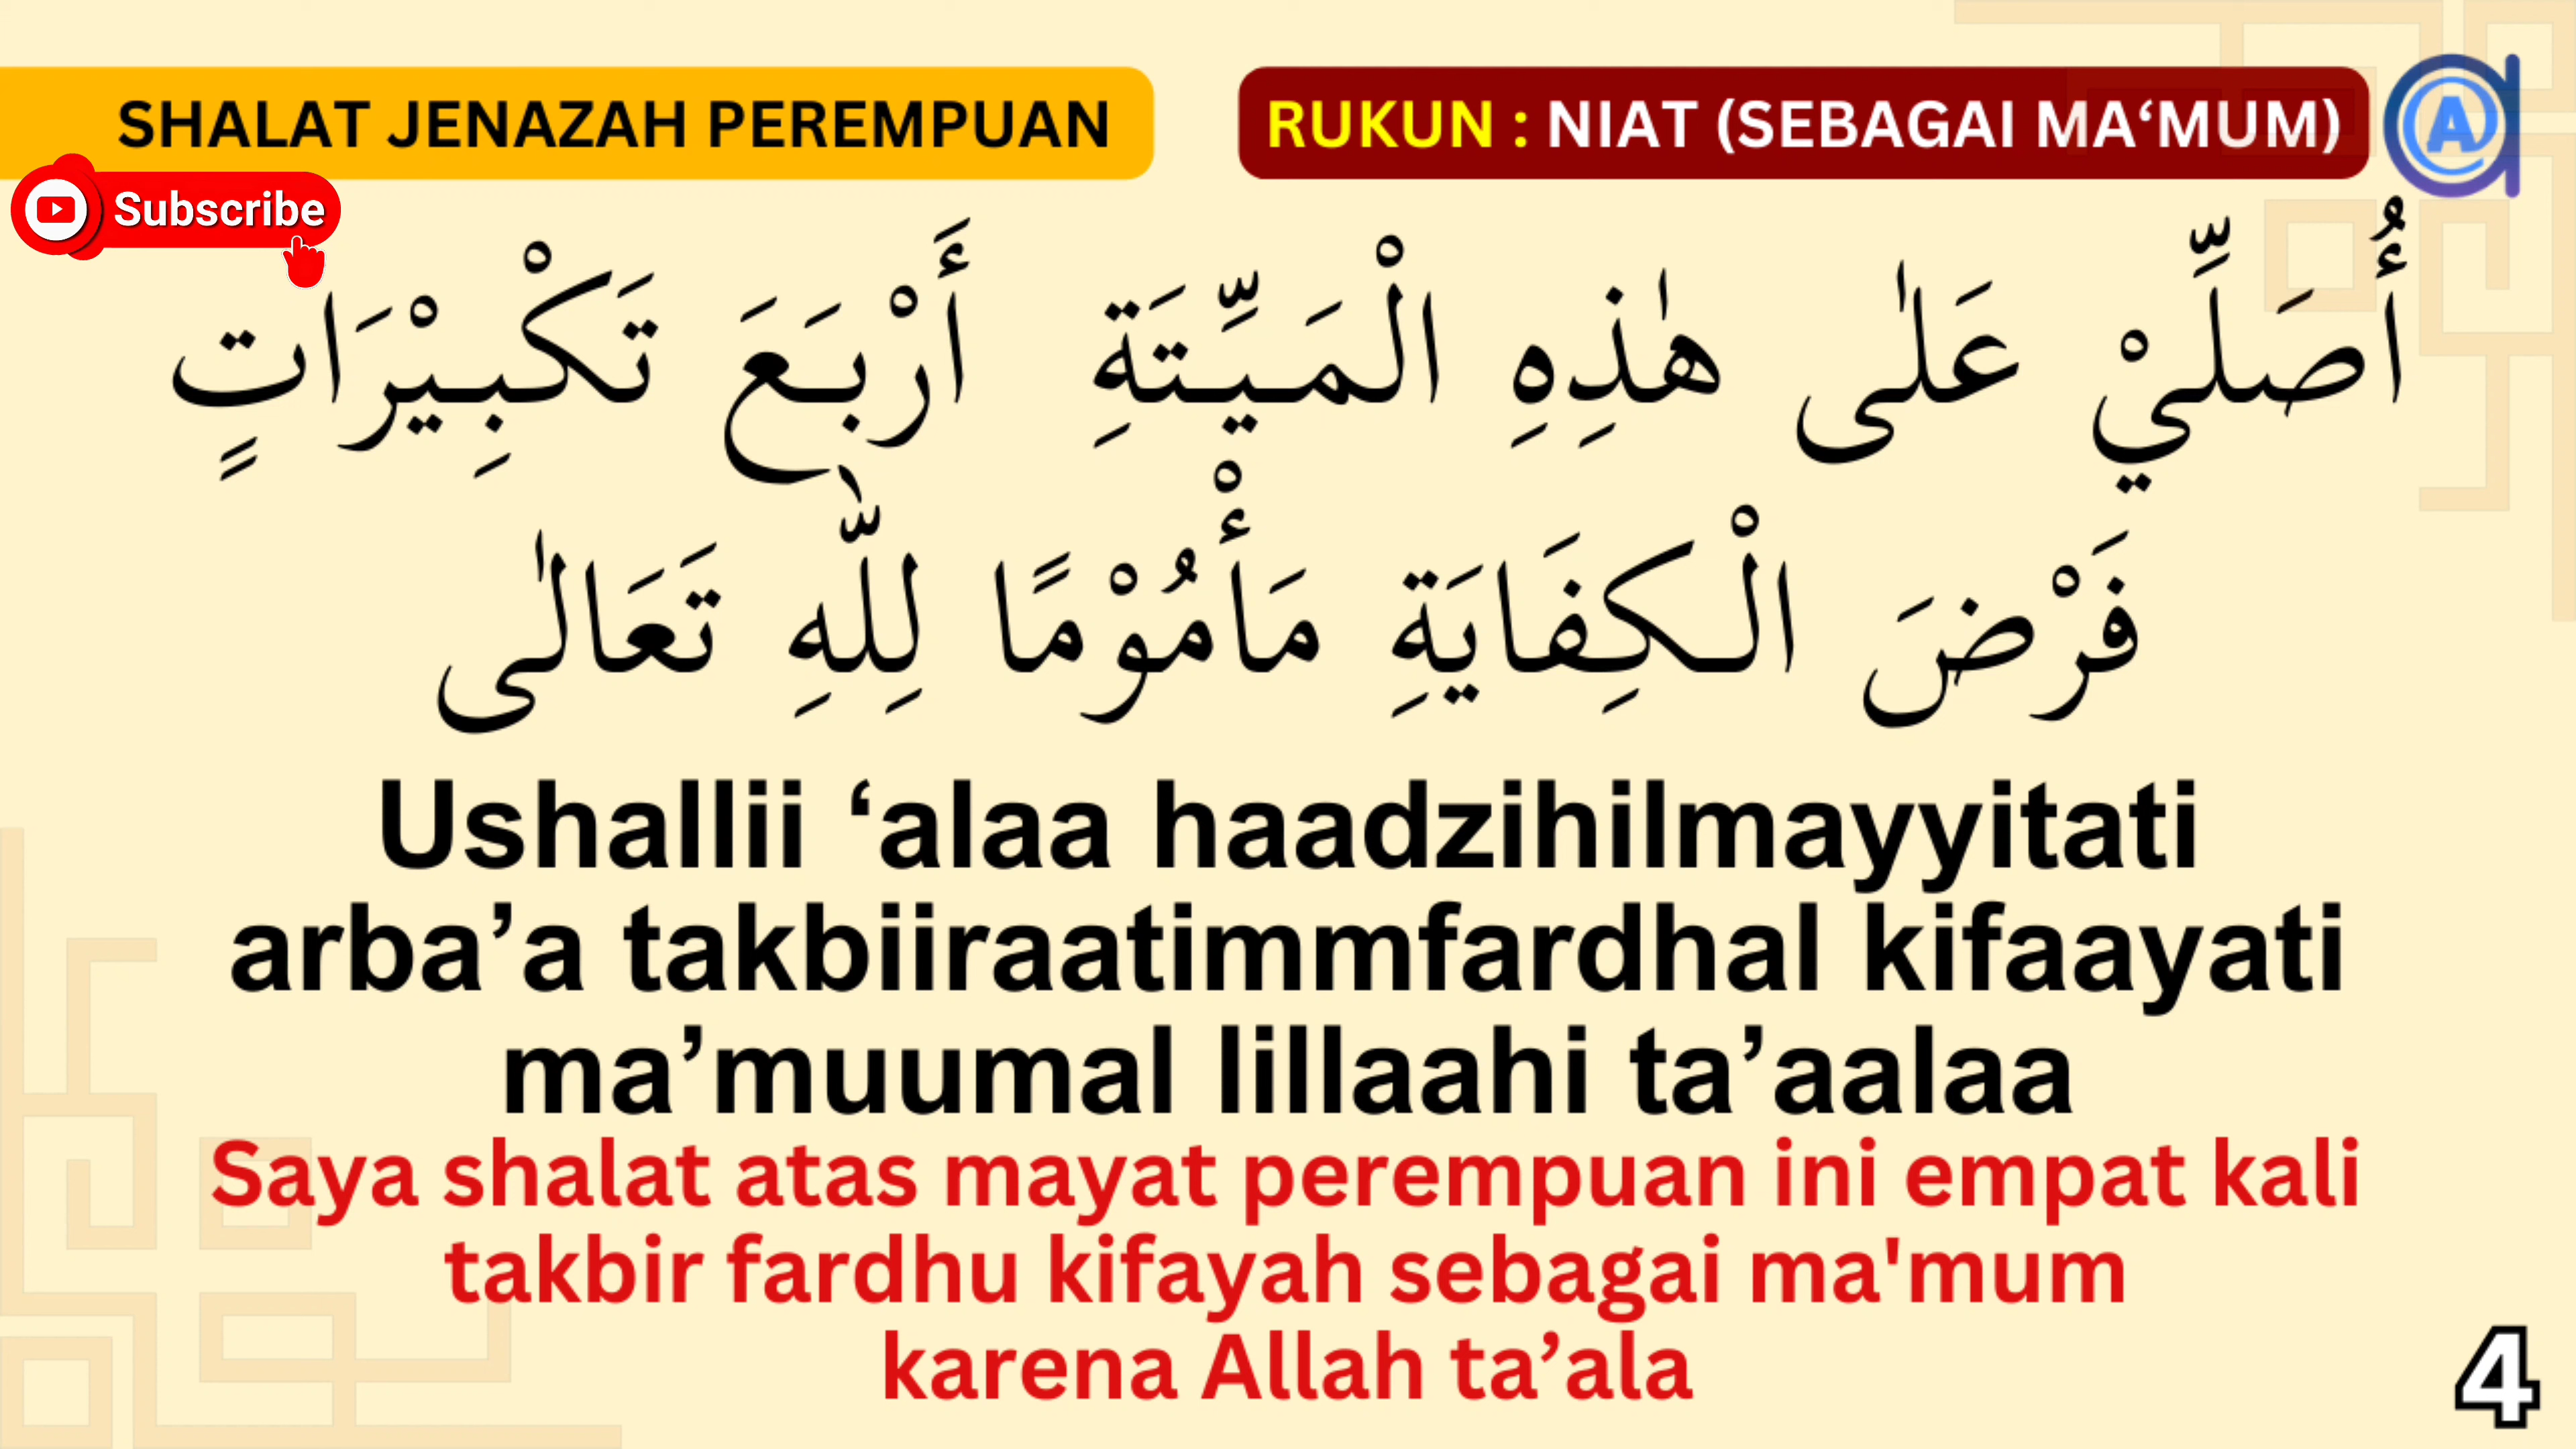 SHALAT JENAZAH PEREMPUAN
RUKUN : NIAT (SEBAGAI MA‘MUM)
A
Subscribe
أُصَلِّيْ عَلٰى هٰذِهِ الْمَيِّتَةِ أَرْبَعَ تَكْبِيْرَاتٍ
فَرْضَ الْكِفَايَةِ مَأْمُوْمًا لِلّٰهِ تَعَالٰى
Ushallii ‘alaa haadzihilmayyitati
arba’a takbiiraatimmfardhal kifaayati
ma’muumal lillaahi ta’aalaa
Saya shalat atas mayat perempuan ini empat kali
takbir fardhu kifayah sebagai ma'mum
karena Allah ta’ala
4